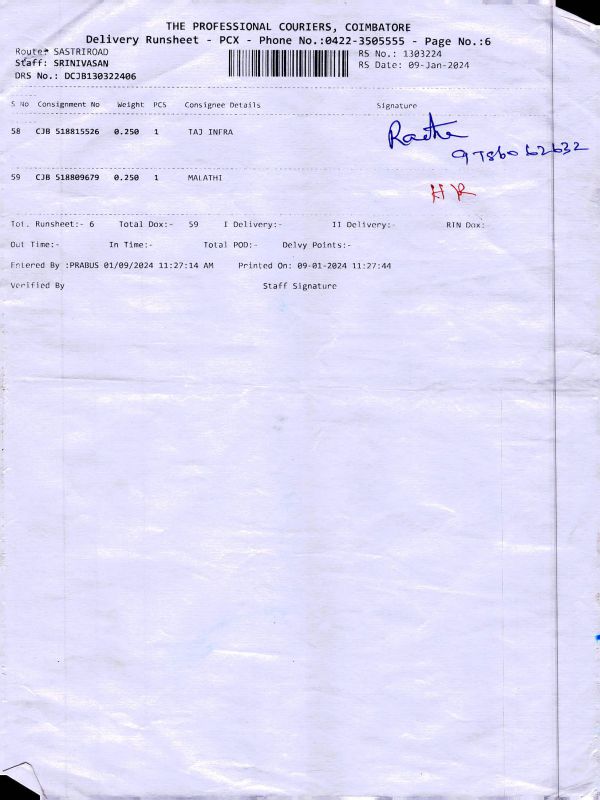 THE PROFESSIONAL COURIERS, COIMBATORE
Delivery Runsheet - PCX - Phone No.:0422-3505555 - Page No.:6
Route: SASTRIROAD RS No.: 1303224
Staff: SRINIVASAN RS Date: 09-Jan-2024
DRS No.: DCJB130322406
S No Consignment No Weight PCS Consignee Details Signature
58 CJB 518815526 0.250 1 TAJ INFRA
59 CJB 518809679 0.250 1 MALATHI
HR
Tot. Runsheet:- 6 Total Dox:- 59 I Delivery:- II Delivery:- RTN Dox:
Out Time:- In Time:- Total POD:- Delvy Points:-
Entered By :PRABUS 01/09/2024 11:27:14 AM Printed On: 09-01-2024 11:27:44
Verified By Staff Signature